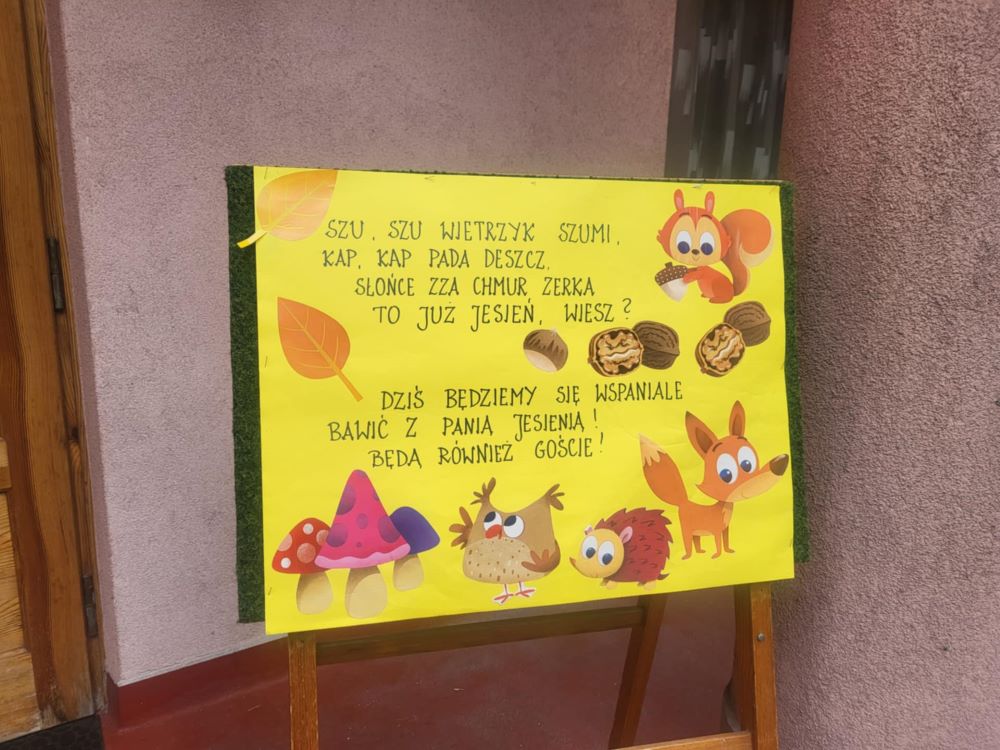 SZU, SZU WIETRZYK SZUMI,
KAP, KAP PADA DESZCZ,
SŁOŃCE ZZA CHMUR ZERKA
TO JUŻ JESIEŃ, WIESZ?
DZIŚ BĘDZIEMY SIĘ WSPANIALE
BAWIĆ Z PANIĄ JESIENIĄ!
BĘDĄ RÓWNIEŻ GOŚCIE!